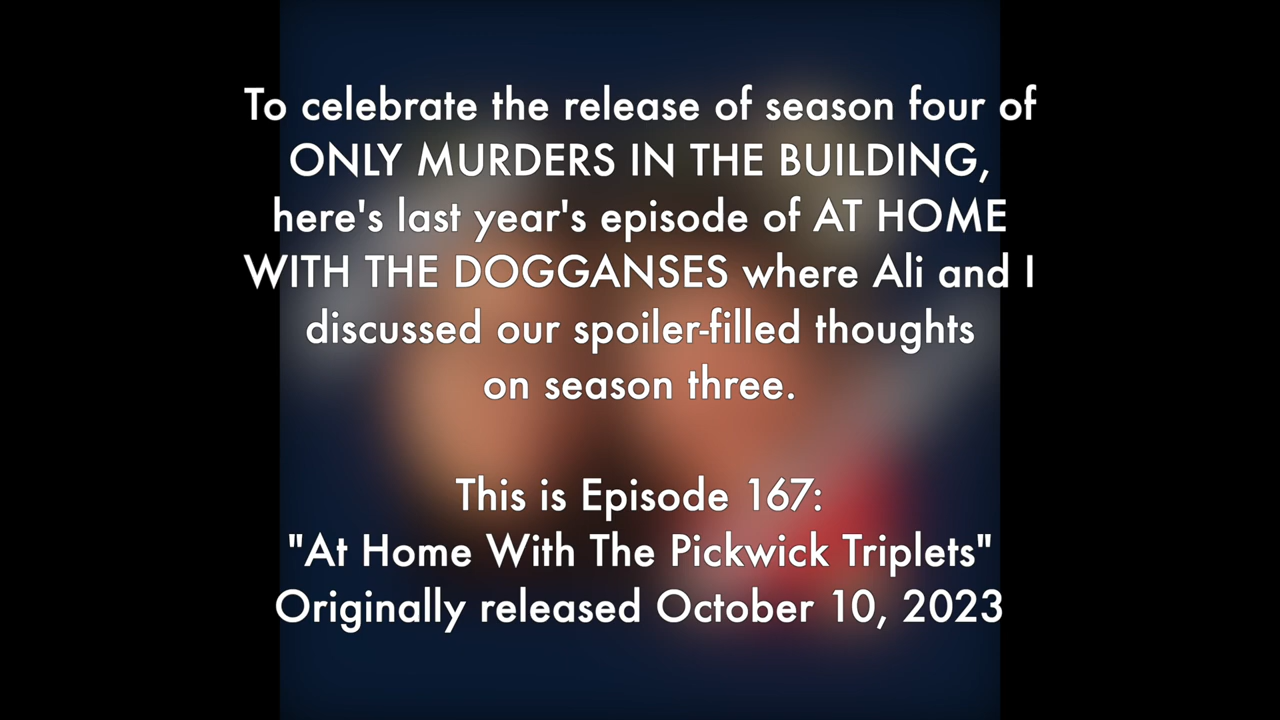 To celebrate the release of season four of
ONLY MURDERS IN THE BUILDING,
here's last year's episode of AT HOME
WITH THE DOGGANSES where Ali and I
discussed our spoiler-filled thoughts
on season three.
This is Episode 167:
"At Home With The Pickwick Triplets"
Originally released October 10, 2023